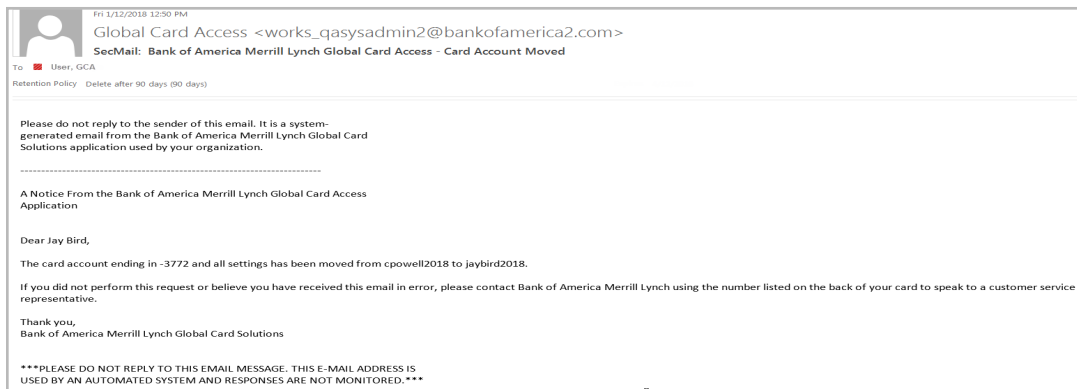 Fri 1/12/2018 12:50 PM
Global Card Access <works_qasysadmin2@bankofamerica2.com>
SecMail: Bank of America Merrill Lynch Global Card Access - Card Account Moved
To User, GCA
Retention Policy Delete after 90 days (90 days)
Please do not reply to the sender of this email. It is a system-
generated email from the Bank of America Merrill Lynch Global Card
Solutions application used by your organization.
------------------------------------------------------------------------
A Notice From the Bank of America Merrill Lynch Global Card Access
Application
Dear Jay Bird,
The card account ending in -3772 and all settings has been moved from cpowell2018 to jaybird2018.
If you did not perform this request or believe you have received this email in error, please contact Bank of America Merrill Lynch using the number listed on the back of your card to speak to a customer service
representative.
Thank you,
Bank of America Merrill Lynch Global Card Solutions
***PLEASE DO NOT REPLY TO THIS EMAIL MESSAGE. THIS E-MAIL ADDRESS IS
USED BY AN AUTOMATED SYSTEM AND RESPONSES ARE NOT MONITORED.***